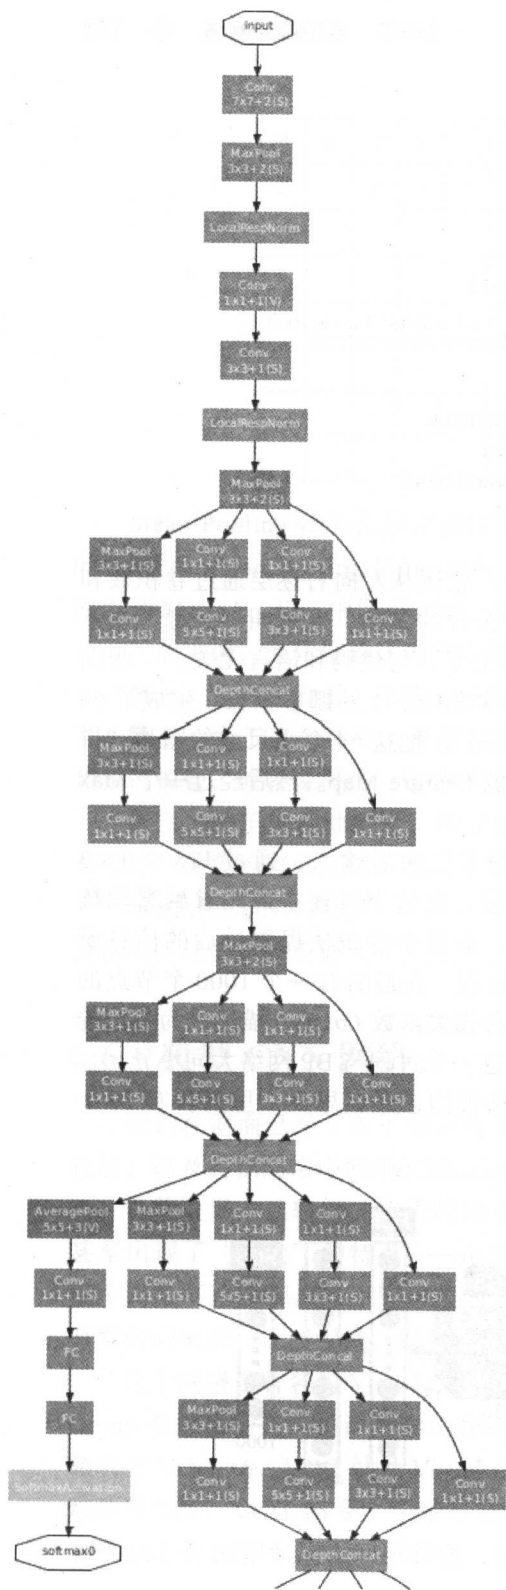 input
Conv
7x7+2(S)
MaxPool
3x3+2(S)
LocalRespNorm
Conv
1x1+1(V)
Conv
3x3+1(S)
LocalRespNorm
MaxPool
3x3+2(S)
MaxPool
3x3+1(S)
Conv
1x1+1(S)
Conv
1x1+1(S)
Conv
1x1+1(S)
Conv
5x5+1(S)
Conv
3x3+1(S)
Conv
1x1+1(S)
DepthConcat
MaxPool
3x3+1(S)
Conv
1x1+1(S)
Conv
1x1+1(S)
Conv
1x1+1(S)
Conv
5x5+1(S)
Conv
3x3+1(S)
Conv
1x1+1(S)
DepthConcat
MaxPool
3x3+2(S)
MaxPool
3x3+1(S)
Conv
1x1+1(S)
Conv
1x1+1(S)
Conv
1x1+1(S)
Conv
5x5+1(S)
Conv
3x3+1(S)
Conv
1x1+1(S)
DepthConcat
AveragePool
5x5+3(V)
MaxPool
3x3+1(S)
Conv
1x1+1(S)
Conv
1x1+1(S)
Conv
1x1+1(S)
Conv
1x1+1(S)
Conv
5x5+1(S)
Conv
3x3+1(S)
Conv
1x1+1(S)
FC
DepthConcat
FC
MaxPool
3x3+1(S)
Conv
1x1+1(S)
Conv
1x1+1(S)
SoftmaxActivation
Conv
1x1+1(S)
Conv
5x5+1(S)
Conv
3x3+1(S)
Conv
1x1+1(S)
softmax0
DepthConcat